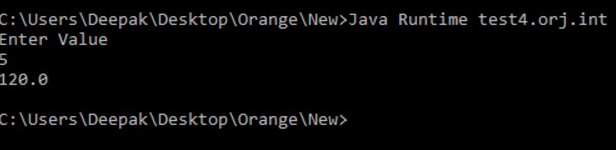 C:\Users\Deepak\Desktop\Orange\New>Java Runtime test4.orj.int
Enter Value
5
120.0
C:\Users\Deepak\Desktop\Orange\New>